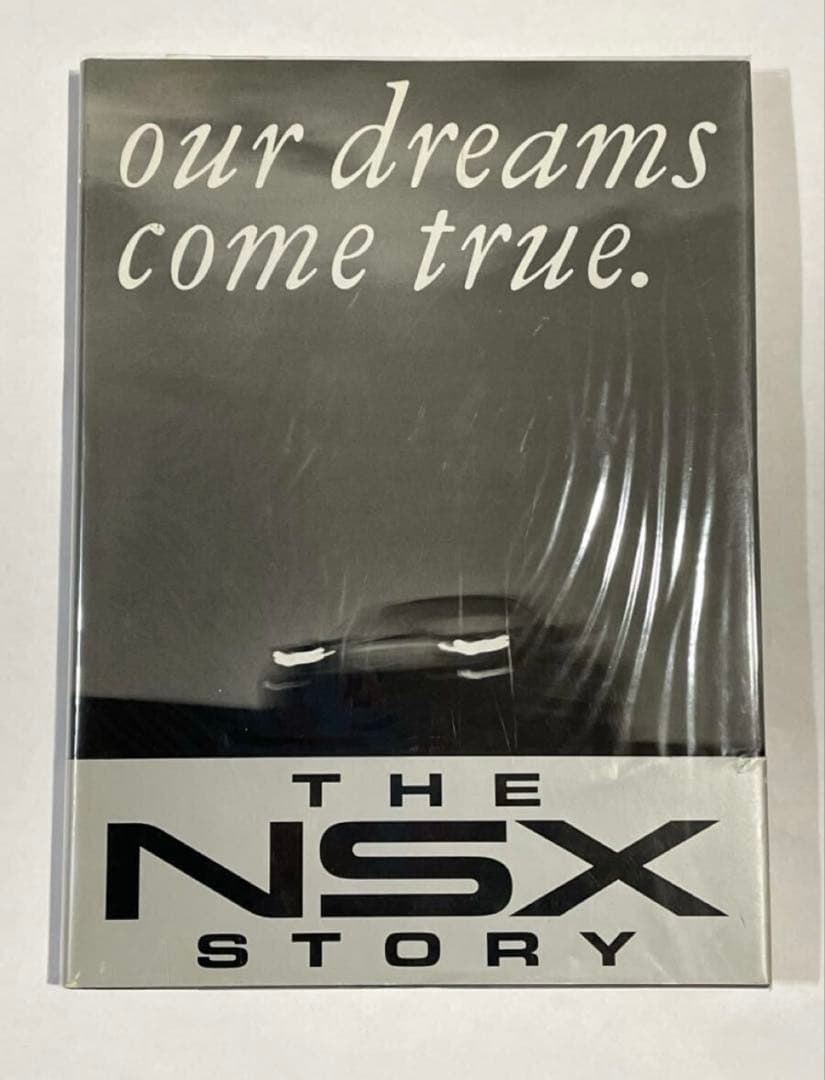 our dreams
come true.
THE
NSX
STORY